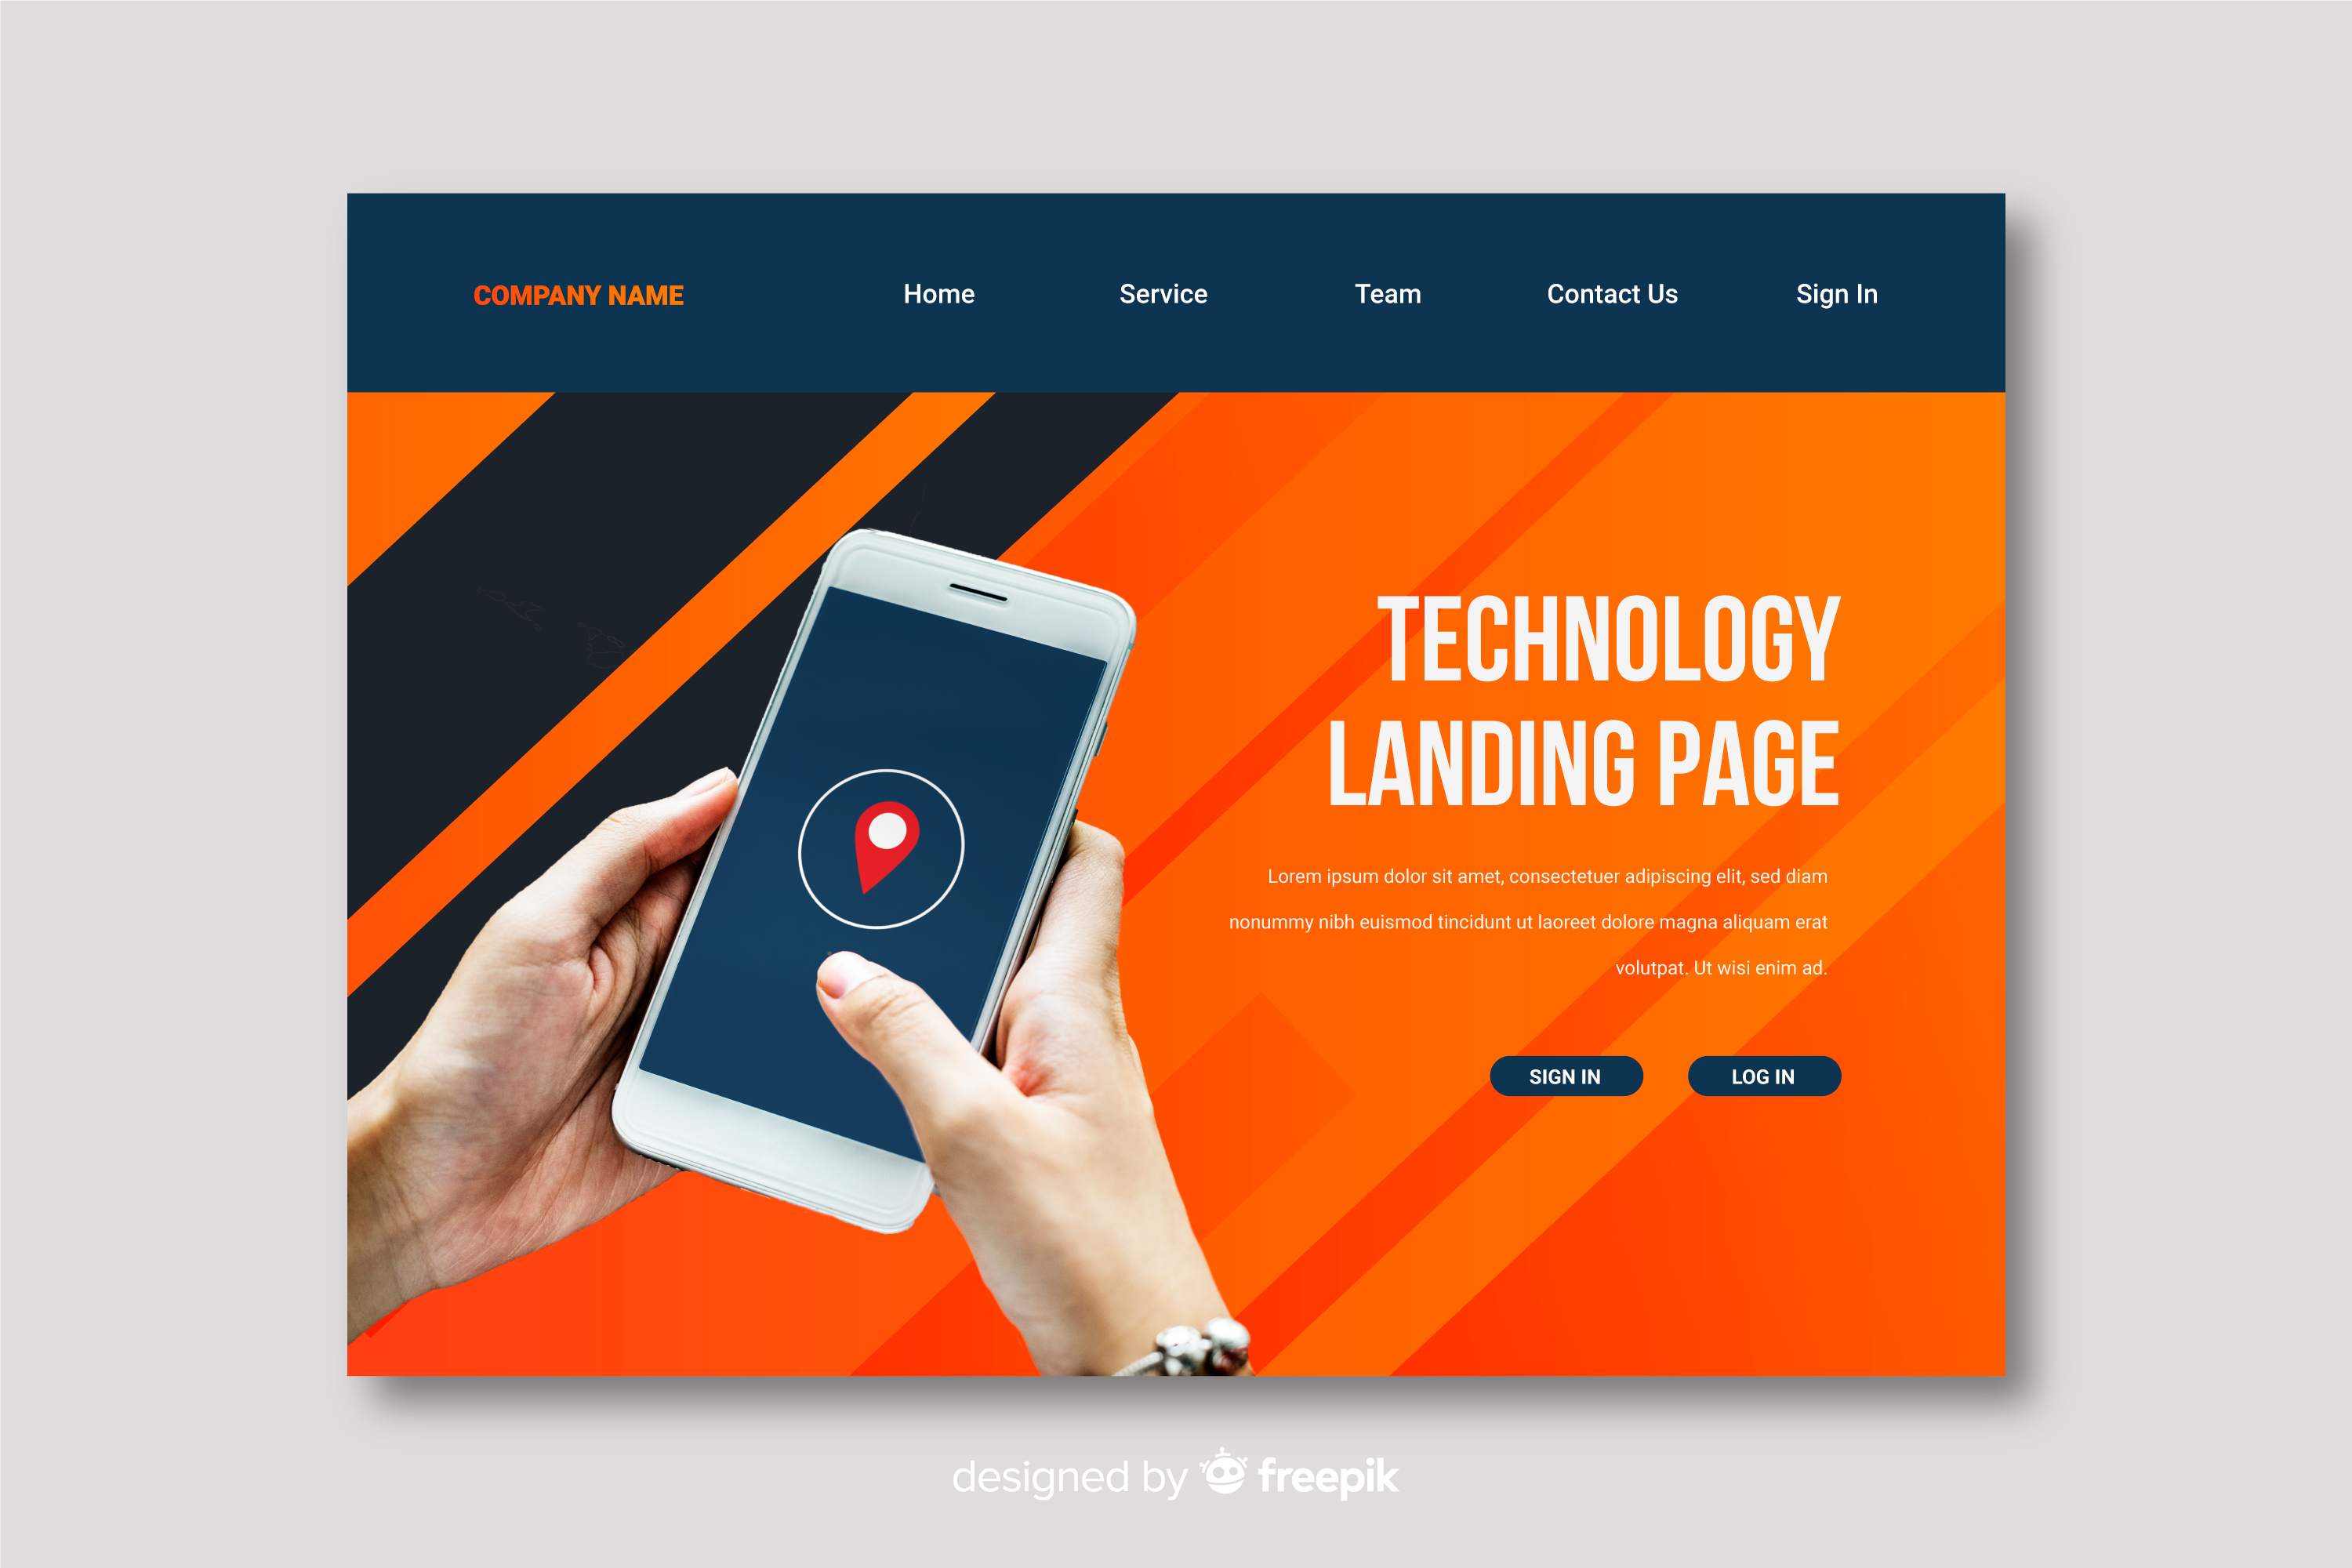 COMPANY NAME
Home
Service
Team
Contact Us
Sign In
TECHNOLOGY
LANDING PAGE
Lorem ipsum dolor sit amet, consectetuer adipiscing elit, sed diam
nonummy nibh euismod tincidunt ut laoreet dolore magna aliquam erat
volutpat. Ut wisi enim ad.
SIGN IN
LOG IN
designed by freepik